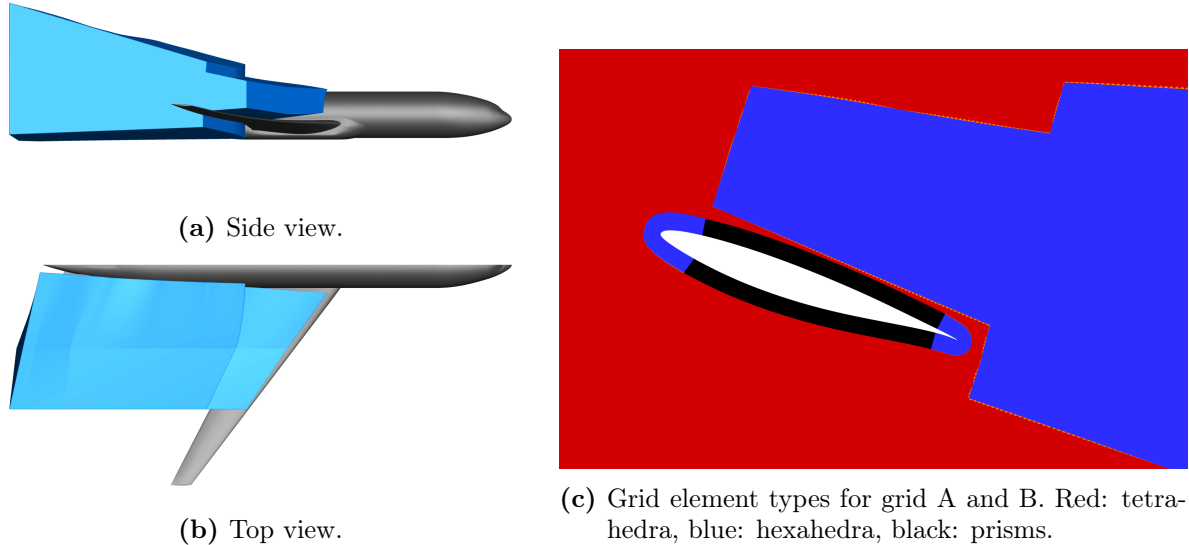 (a) Side view.
(b) Top view.
(c) Grid element types for grid A and B. Red: tetra-
hedra, blue: hexahedra, black: prisms.